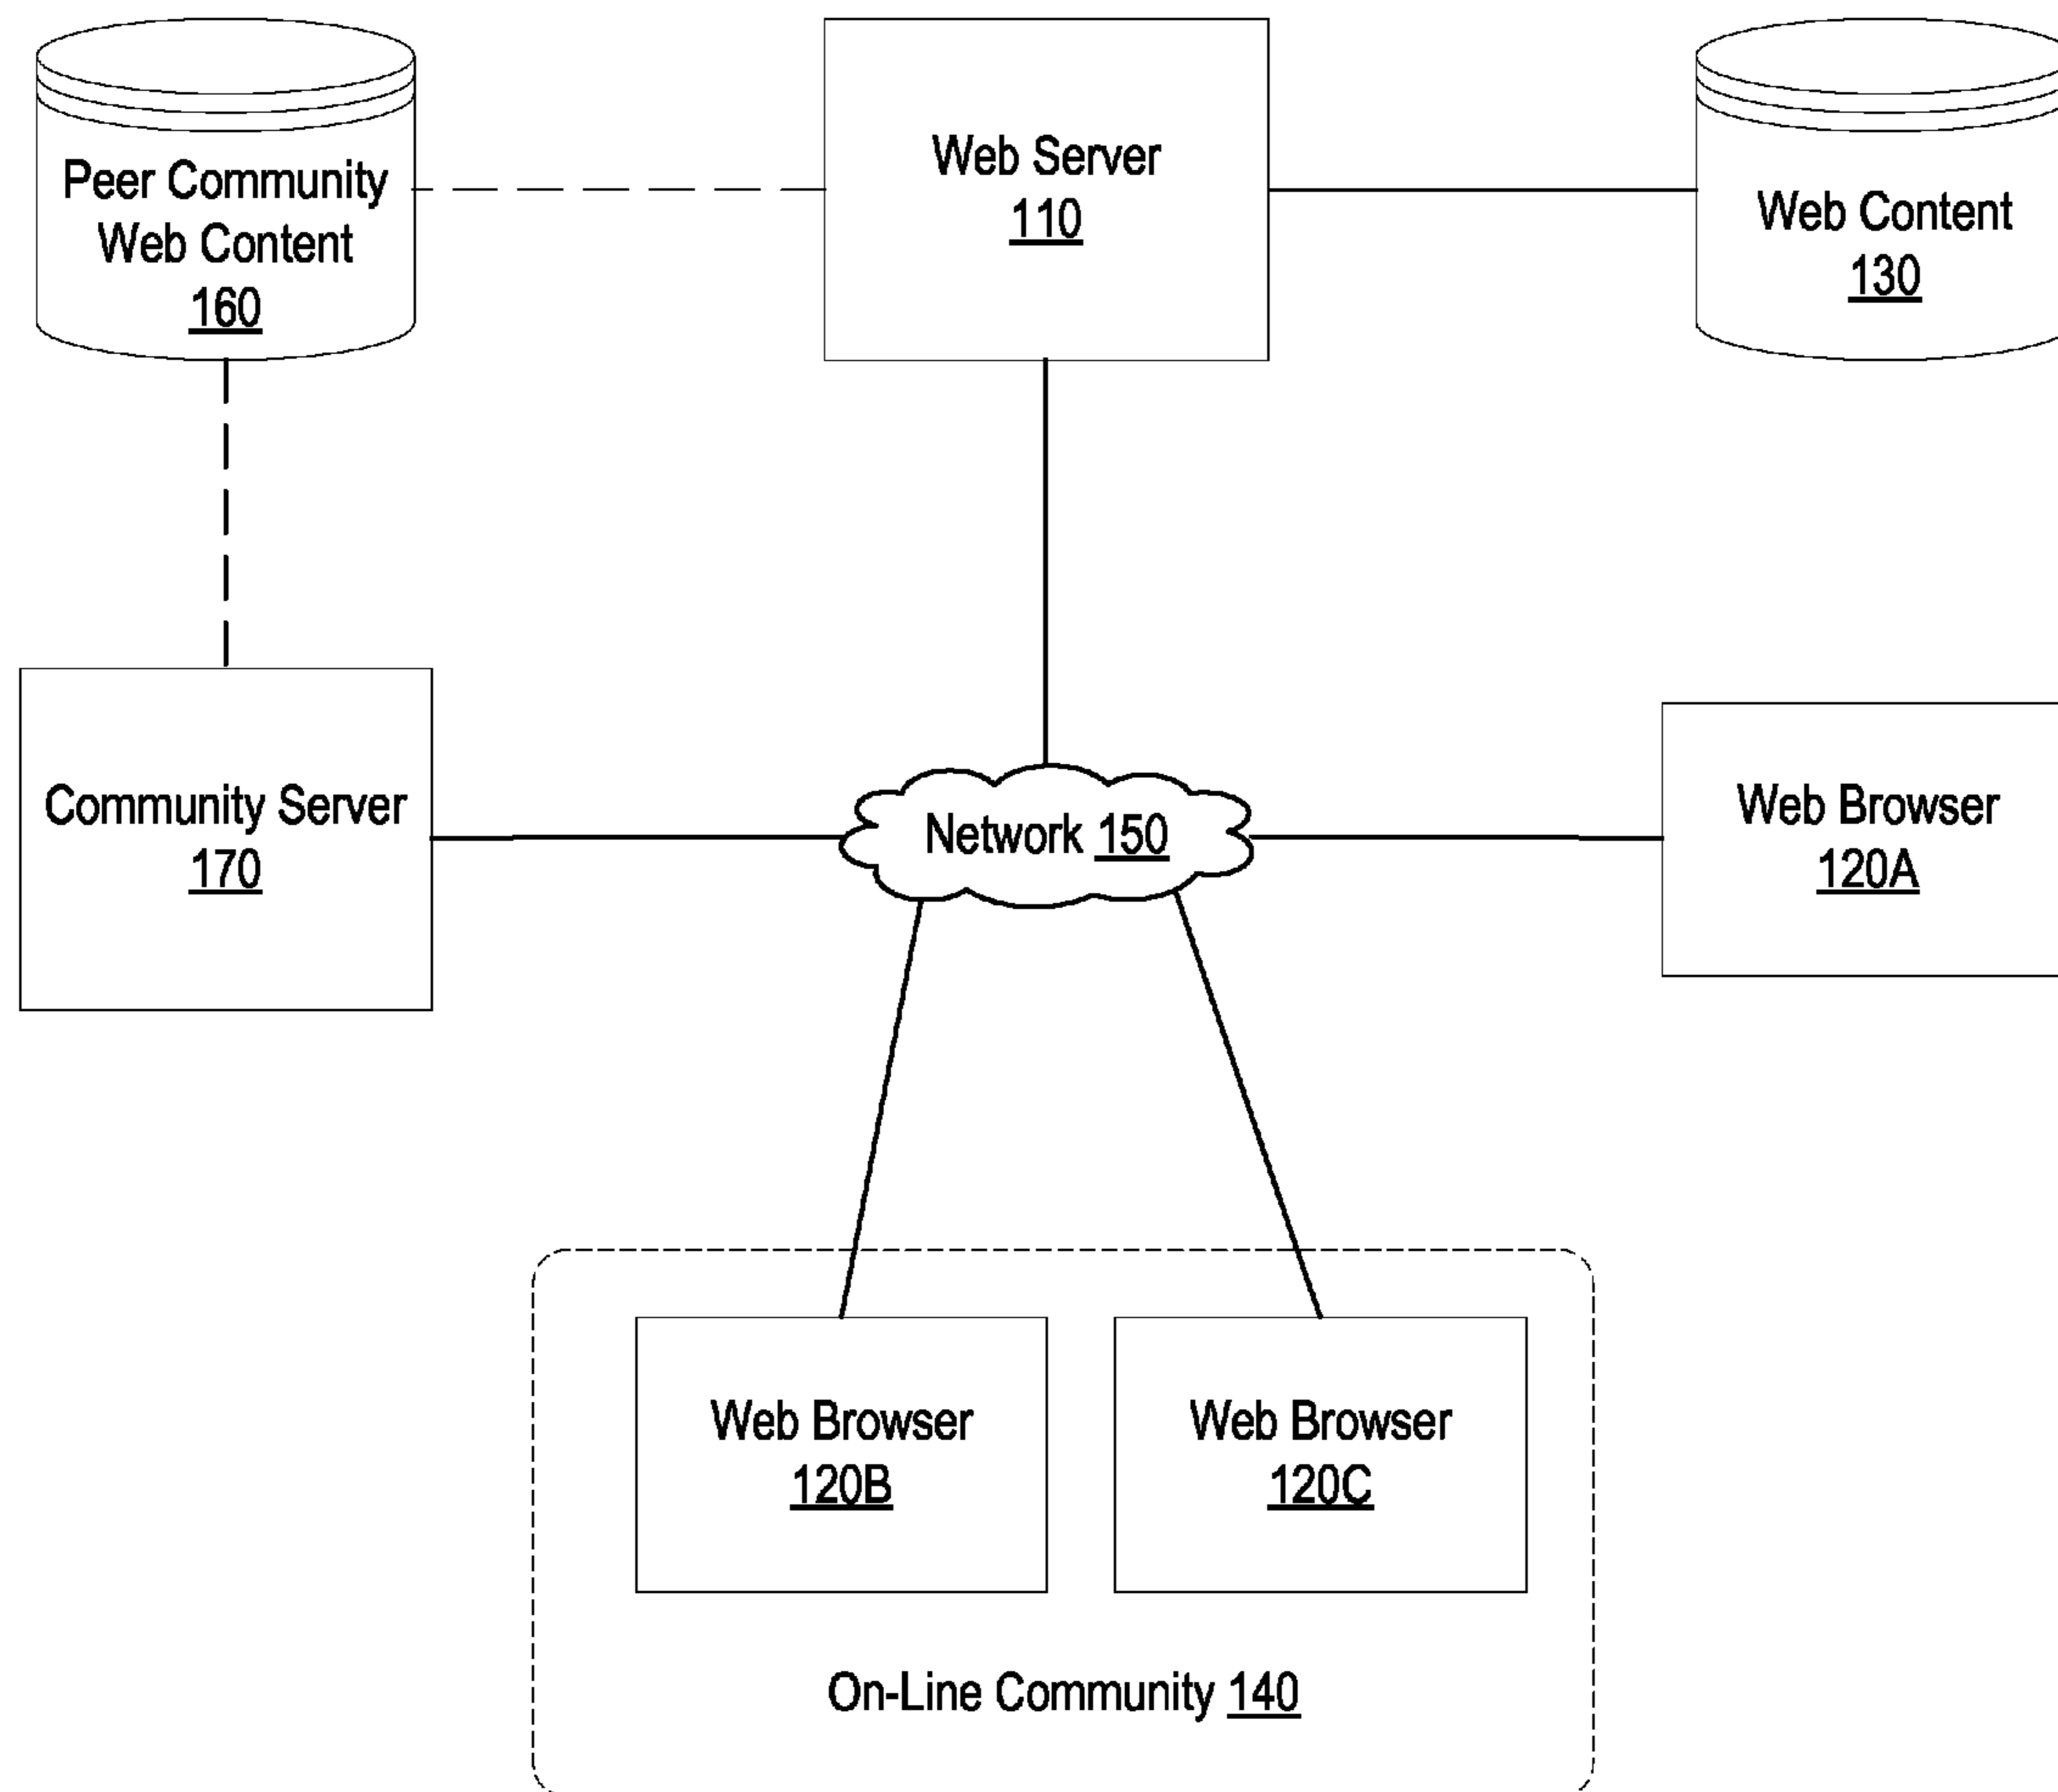 Peer Community
Web Content
160
Web Server
110
Web Content
130
Community Server
170
Network 150
Web Browser
120A
Web Browser
120B
Web Browser
120C
On-Line Community 140